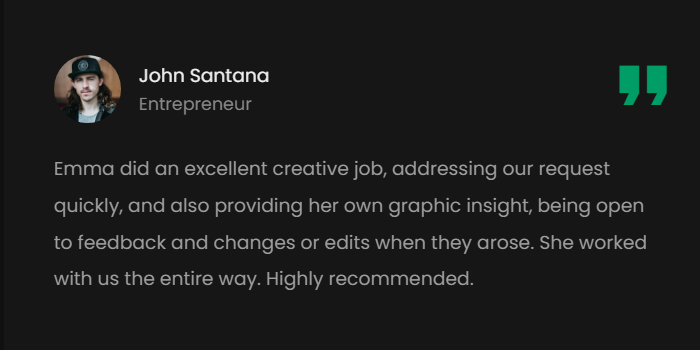 John Santana
Entrepreneur
Emma did an excellent creative job, addressing our request
quickly, and also providing her own graphic insight, being open
to feedback and changes or edits when they arose. She worked
with us the entire way. Highly recommended.